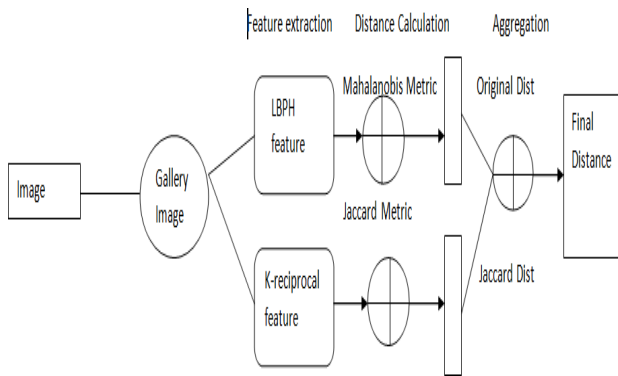 Feature extraction
Distance Calculation
Aggregation
LBPH
feature
Mahalanobis Metric
Original Dist
Final
Distance
Image
Gallery
Image
Jaccard Metric
K-reciprocal
feature
Jaccard Dist